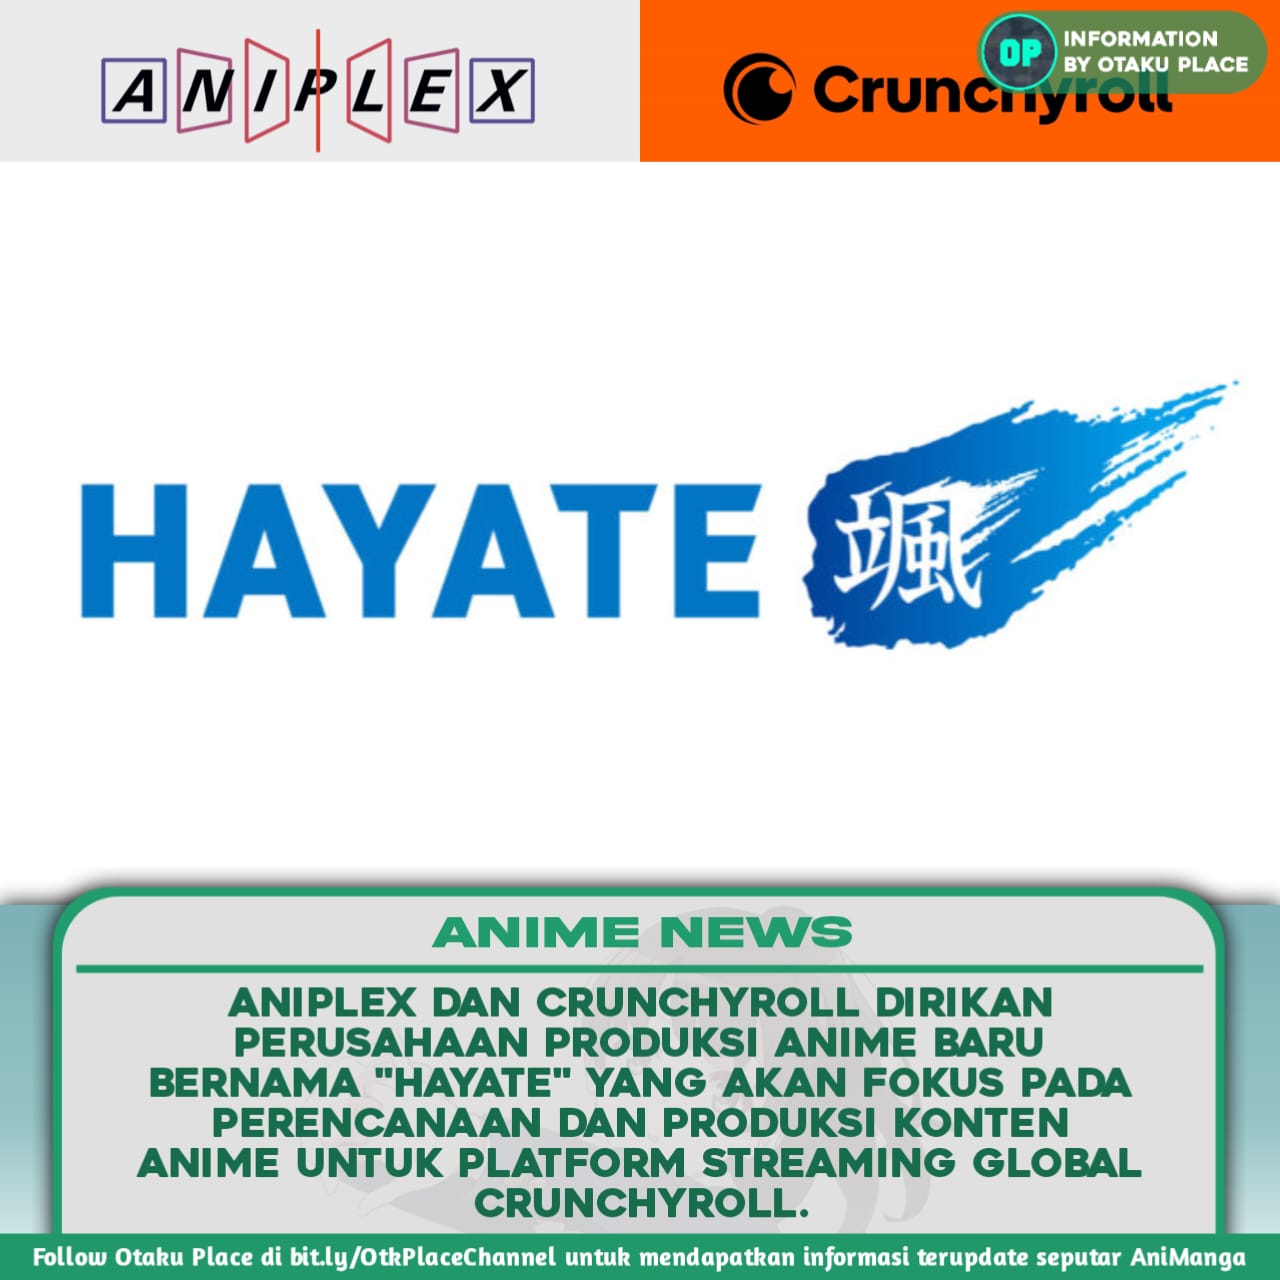 ANIPLEX
Crunchyroll
OP
INFORMATION
BY OTAKU PLACE
HAYATE
颯
ANIME NEWS
ANIPLEX DAN CRUNCHYROLL DIRIKAN
PERUSAHAAN PRODUKSI ANIME BARU
BERNAMA "HAYATE" YANG AKAN FOKUS PADA
PERENCANAAN DAN PRODUKSI KONTEN
ANIME UNTUK PLATFORM STREAMING GLOBAL
CRUNCHYROLL.
Follow Otaku Place di bit.ly/OtkPlaceChannel untuk mendapatkan informasi terupdate seputar AniManga